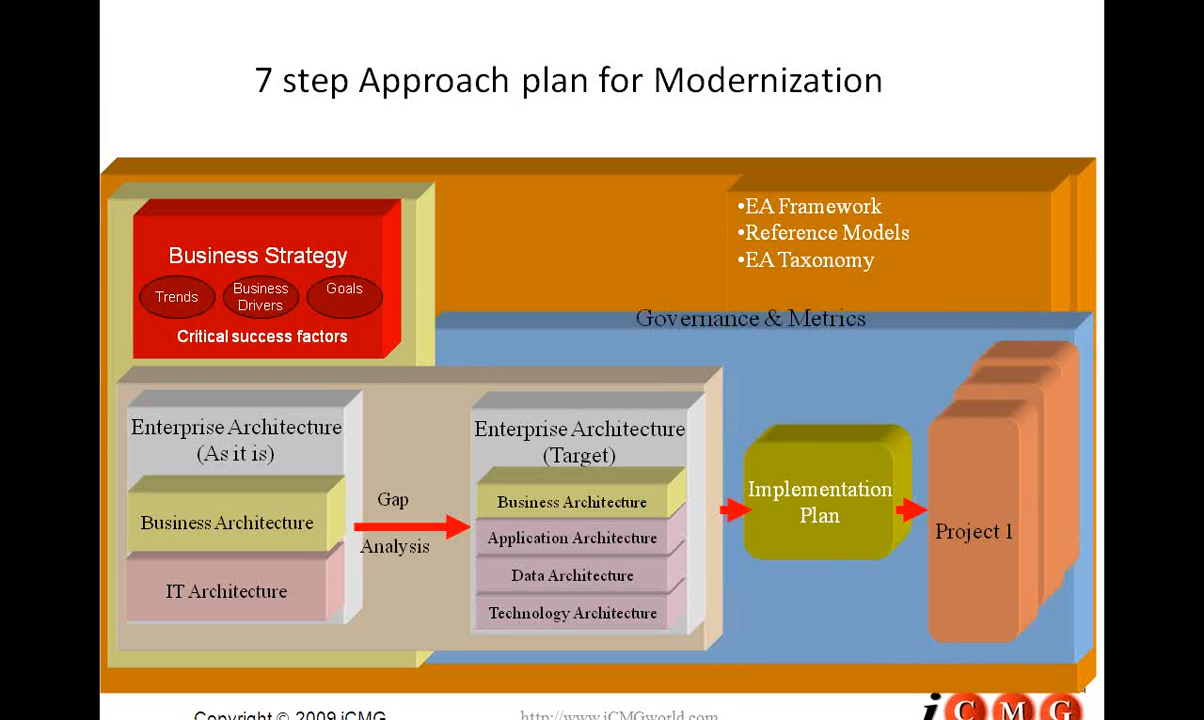 7 step Approach plan for Modernization
•EA Framework
•Reference Models
•EA Taxonomy
Business Strategy
Trends
Business
Drivers
Goals
Critical success factors
Governance & Metrics
Enterprise Architecture
(As it is)
Business Architecture
IT Architecture
Gap
Analysis
Enterprise Architecture
(Target)
Business Architecture
Application Architecture
Data Architecture
Technology Architecture
Implementation
Plan
Project 1
Copyright © 2009 iCMG
http://www.iCMGworld.com
iCMG